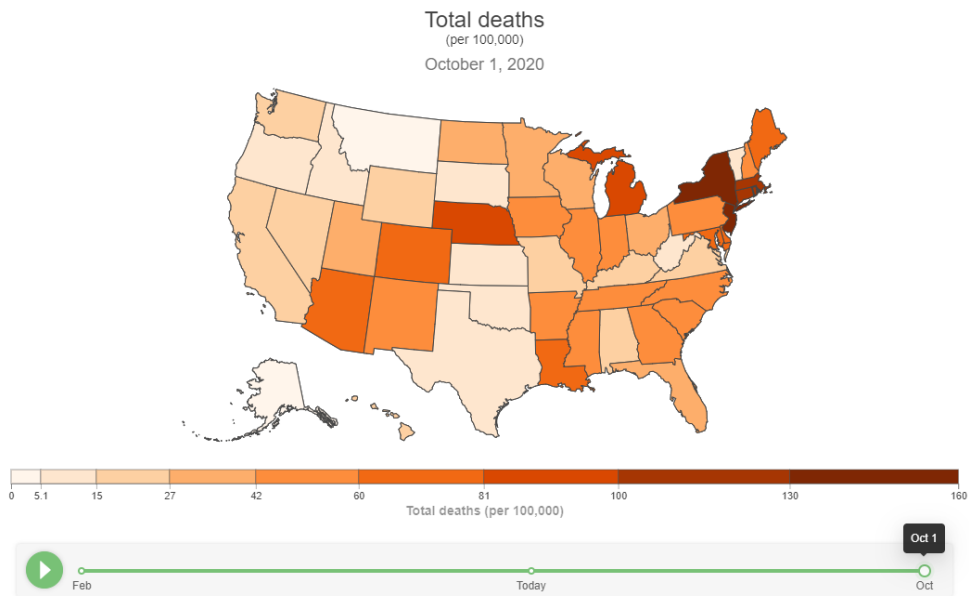 Total deaths
(per 100,000)
October 1, 2020
0 5.1 15 27 42 60 81 100 130 160
Total deaths (per 100,000)
Oct 1
Feb Today Oct